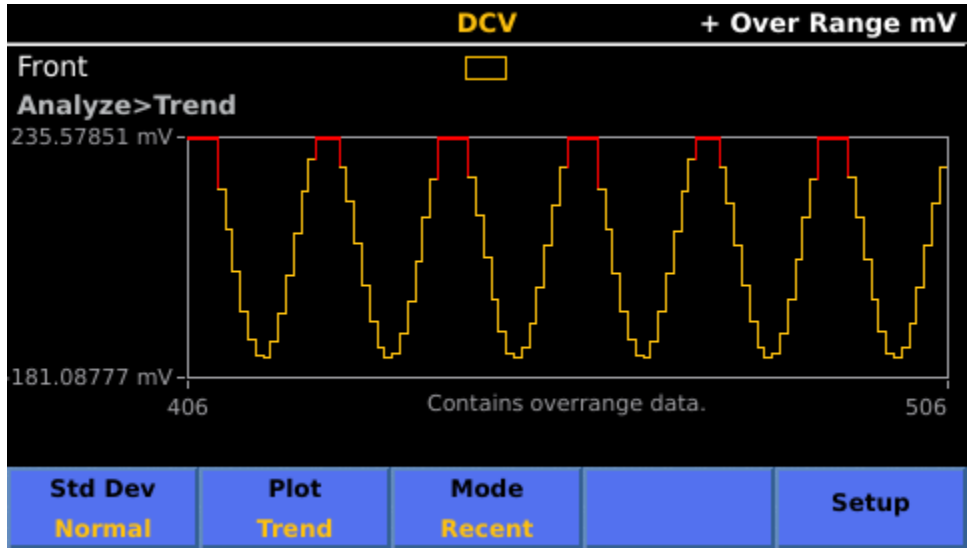 DCV + Over Range mV
Front
Analyze>Trend
235.57851 mV
-181.08777 mV
406 Contains overrange data. 506
Std Dev Plot Mode Setup
Normal Trend Recent